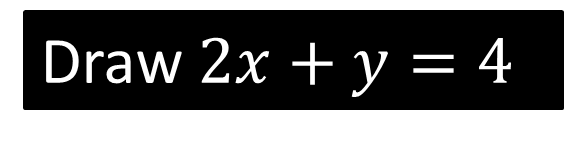 Draw 2x + y = 4